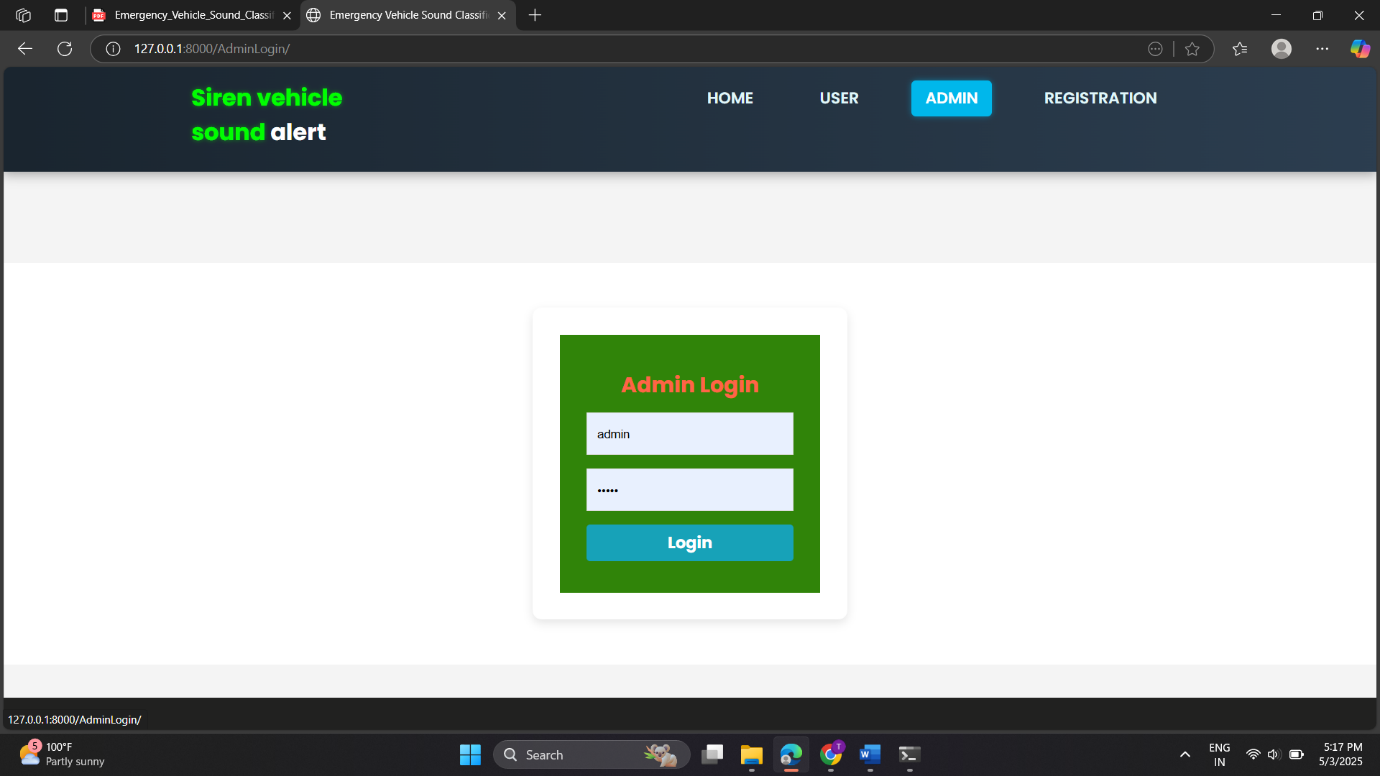 Emergency_Vehicle_Sound_Classifi
Emergency Vehicle Sound Classifi
127.0.0.1:8000/AdminLogin/
Siren vehicle
sound alert
HOME
USER
ADMIN
REGISTRATION
Admin Login
admin
•••••
Login
127.0.0.1:8000/AdminLogin/
5
100°F
Partly sunny
Search
T
W
ENG
IN
5:17 PM
5/3/2025